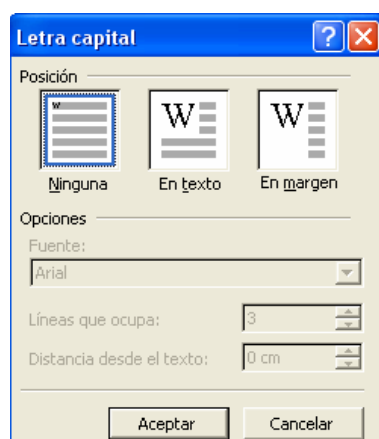 Letra capital
Posición
W W W
Ninguna En texto En margen
Opciones
Fuente:
Arial
Líneas que ocupa: 3
Distancia desde el texto: 0 cm
Aceptar Cancelar